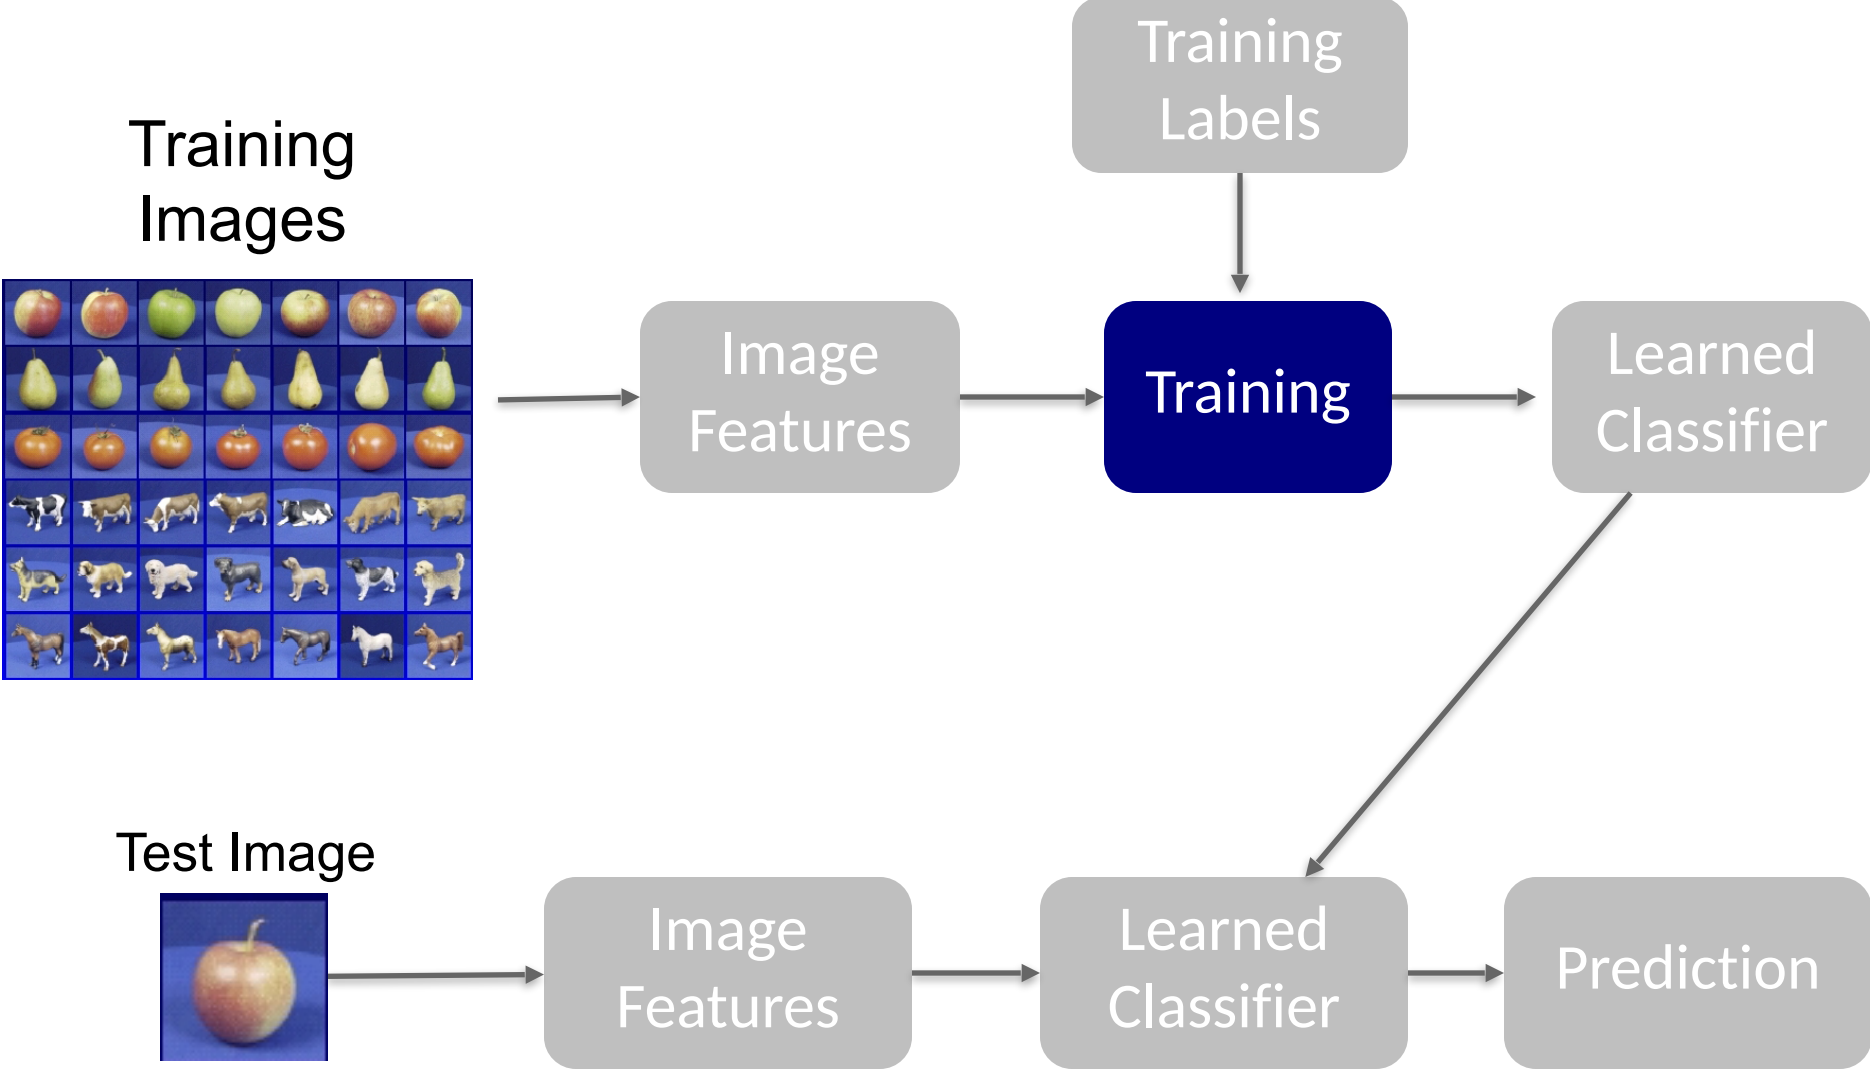 Training
Labels
Training
Images
Image
Features
Training
Learned
Classifier
Test Image
Image
Features
Learned
Classifier
Prediction